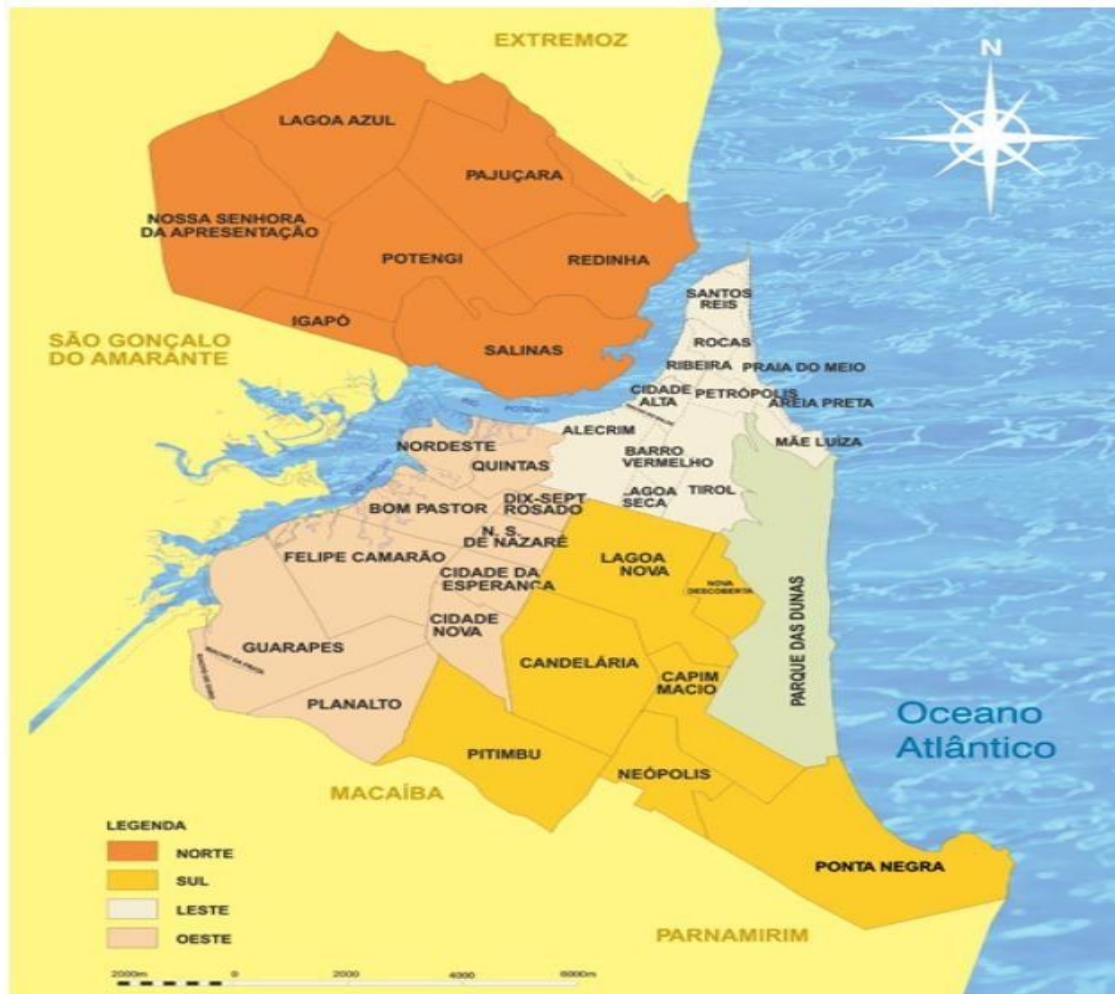 EXTREMOZ
N
LAGOA AZUL
PAJUÇARA
NOSSA SENHORA
DA APRESENTAÇÃO
POTENGI
REDINHA
SANTOS
REIS
IGAPÓ
SÃO GONÇALO
DO AMARANTE
SALINAS
ROCAS
RIBEIRA
PRAIA DO MEIO
CIDADE
ALTA
PETRÓPOLIS
AREIA PRETA
RIO POTENGI
ALECRIM
MÃE LUÍZA
NORDESTE
QUINTAS
BARRO
VERMELHO
LAGOA
SECA
TIROL
BOM PASTOR
DIX-SEPT
ROSADO
N. S.
DE NAZARÉ
FELIPE CAMARÃO
LAGOA
NOVA
CIDADE DA
ESPERANÇA
NOVA
DESCOBERTA
CIDADE
NOVA
GUARAPES
CANDELÁRIA
CAPIM
MACIO
PARQUE DAS DUNAS
PLANALTO
Oceano
Atlântico
PITIMBU
NEÓPOLIS
MACAÍBA
LEGENDA
NORTE
SUL
LESTE
OESTE
PONTA NEGRA
PARNAMIRIM
2000m 0 2000 4000 6000m